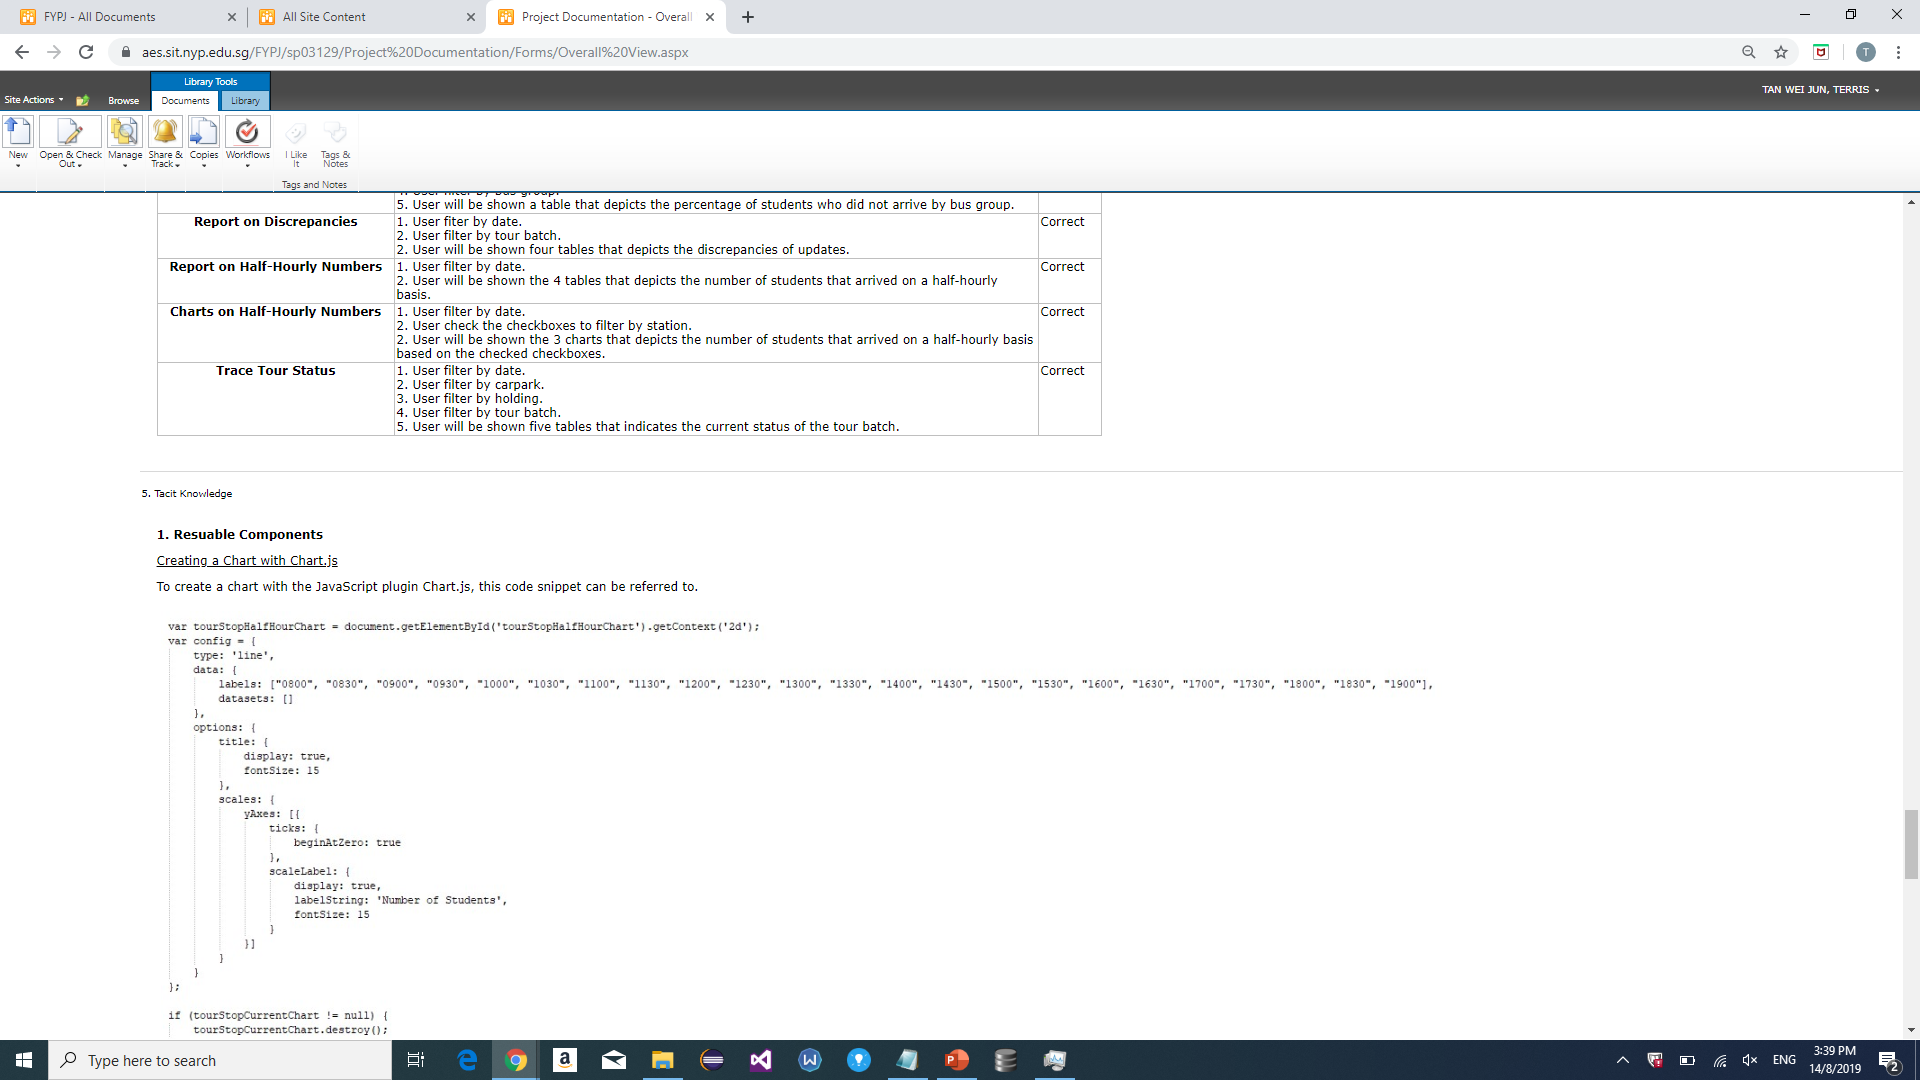 FYPJ - All Documents
All Site Content
Project Documentation - Overall
aes.sit.nyp.edu.sg/FYPJ/sp03129/Project%20Documentation/Forms/Overall%20View.aspx
T
Library Tools
Site Actions
Browse
Documents
Library
TAN WEI JUN, TERRIS
New
Open & Check Out
Manage
Share & Track
Copies
Workflows
I Like It
Tags & Notes
Tags and Notes
4. User filter by bus group.
5. User will be shown a table that depicts the percentage of students who did not arrive by bus group.
Report on Discrepancies
1. User fiter by date.
Correct
2. User filter by tour batch.
2. User will be shown four tables that depicts the discrepancies of updates.
Report on Half-Hourly Numbers
1. User filter by date.
Correct
2. User will be shown the 4 tables that depicts the number of students that arrived on a half-hourly
basis.
Charts on Half-Hourly Numbers
1. User filter by date.
Correct
2. User check the checkboxes to filter by station.
2. User will be shown the 3 charts that depicts the number of students that arrived on a half-hourly basis
based on the checked checkboxes.
Trace Tour Status
1. User filter by date.
Correct
2. User filter by carpark.
3. User filter by holding.
4. User filter by tour batch.
5. User will be shown five tables that indicates the current status of the tour batch.
5. Tacit Knowledge
1. Resuable Components
Creating a Chart with Chart.js
To create a chart with the JavaScript plugin Chart.js, this code snippet can be referred to.
var tourStopHalfHourChart = document.getElementById('tourStopHalfHourChart').getContext('2d');
var config = {
type: 'line',
data: {
labels: ["0800", "0830", "0900", "0930", "1000", "1030", "1100", "1130", "1200", "1230", "1300", "1330", "1400", "1430", "1500", "1530", "1600", "1630", "1700", "1730", "1800", "1830", "1900"],
datasets: []
},
options: {
title: {
display: true,
fontSize: 15
},
scales: {
yAxes: [{
ticks: {
beginAtZero: true
},
scaleLabel: {
display: true,
labelString: 'Number of Students',
fontSize: 15
}
}]
}
}
};
if (tourStopCurrentChart != null) {
tourStopCurrentChart.destroy();
Type here to search
ENG
3:39 PM
14/8/2019
2